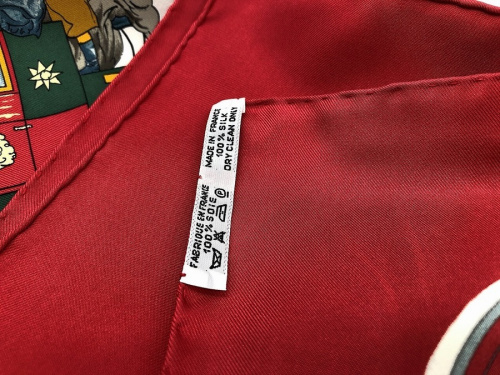 MADE IN FRANCE
100% SILK
DRY CLEAN ONLY
FABRIQUE EN FRANCE
100% SOIE
P